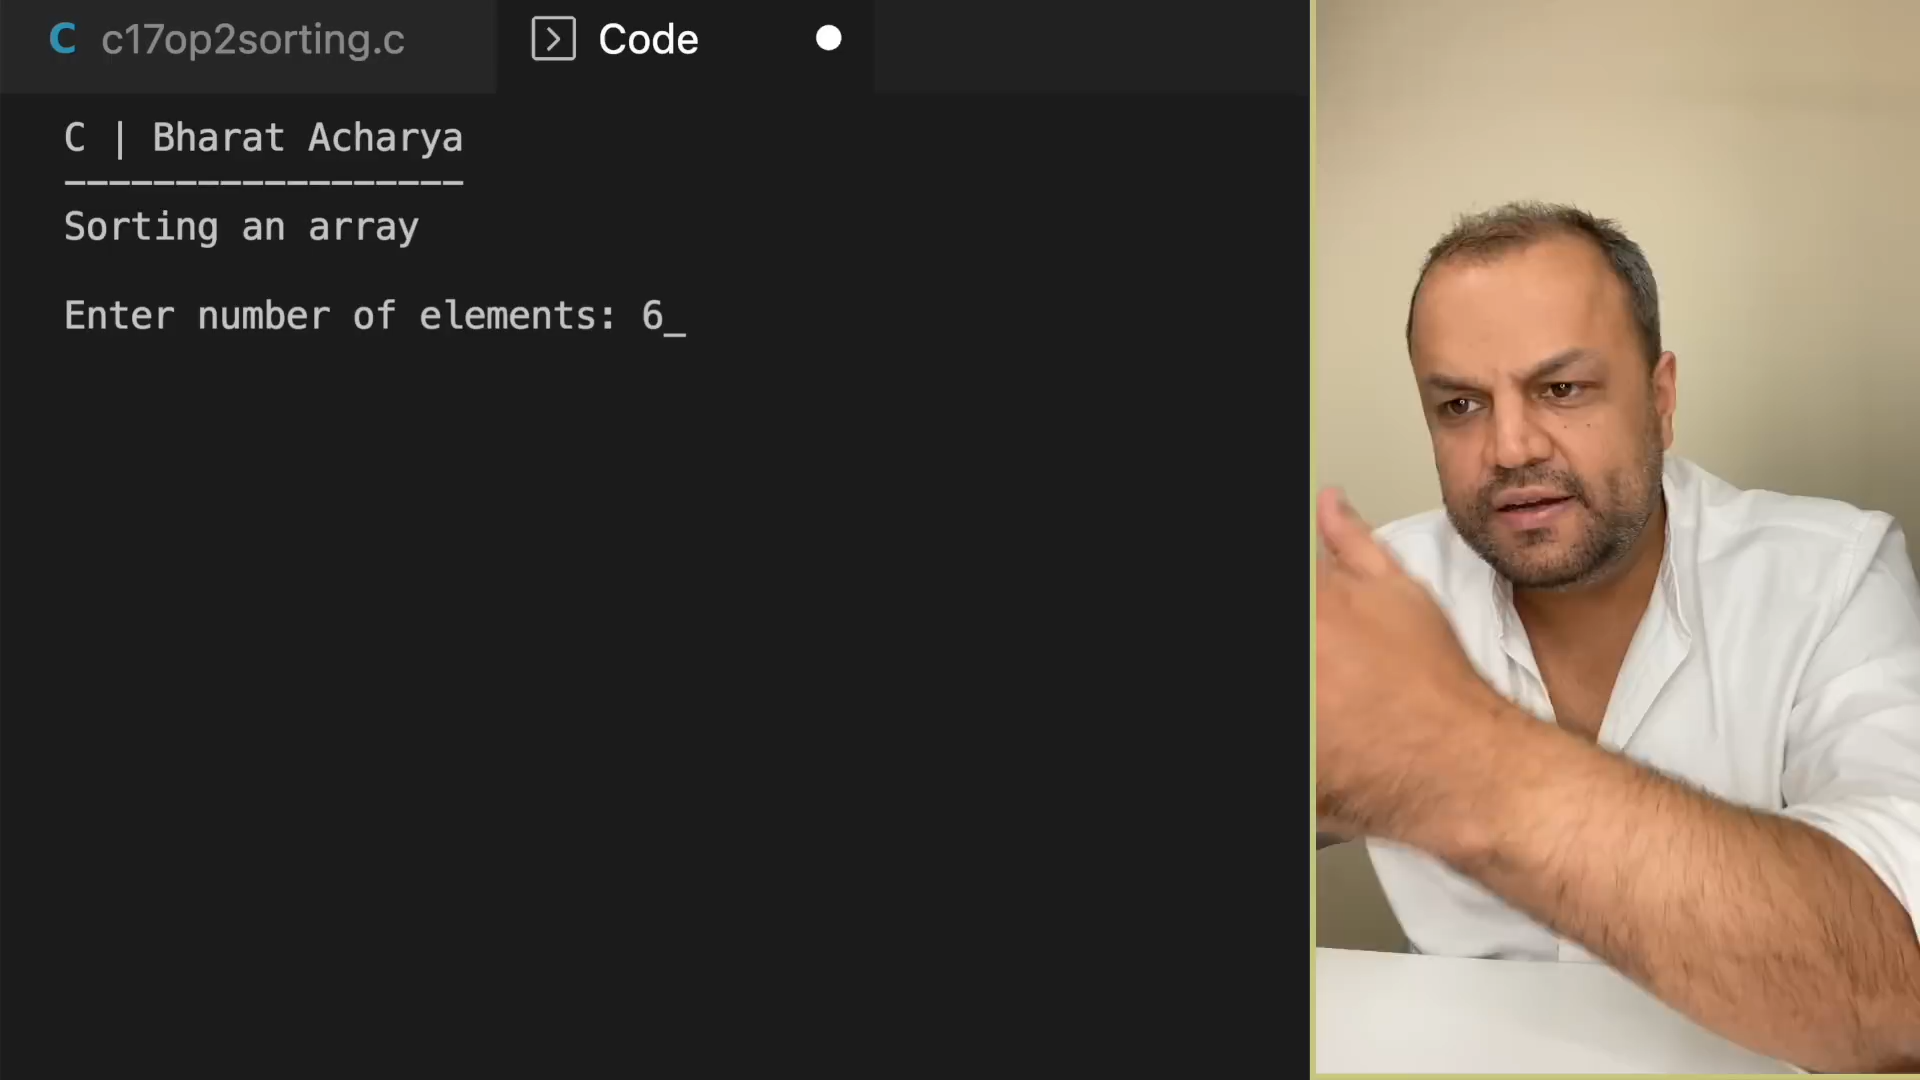 C c17op2sorting.c
Code
C | Bharat Acharya
------------------
Sorting an array
Enter number of elements: 6_